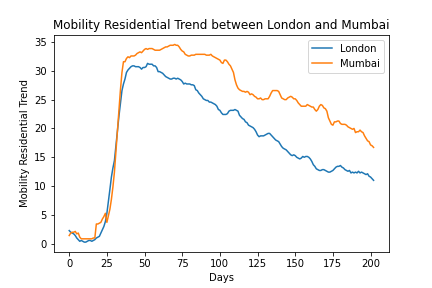 Mobility Residential Trend between London and Mumbai
London
Mumbai
Mobility Residential Trend
35
30
25
20
15
10
5
0
0 25 50 75 100 125 150 175 200
Days